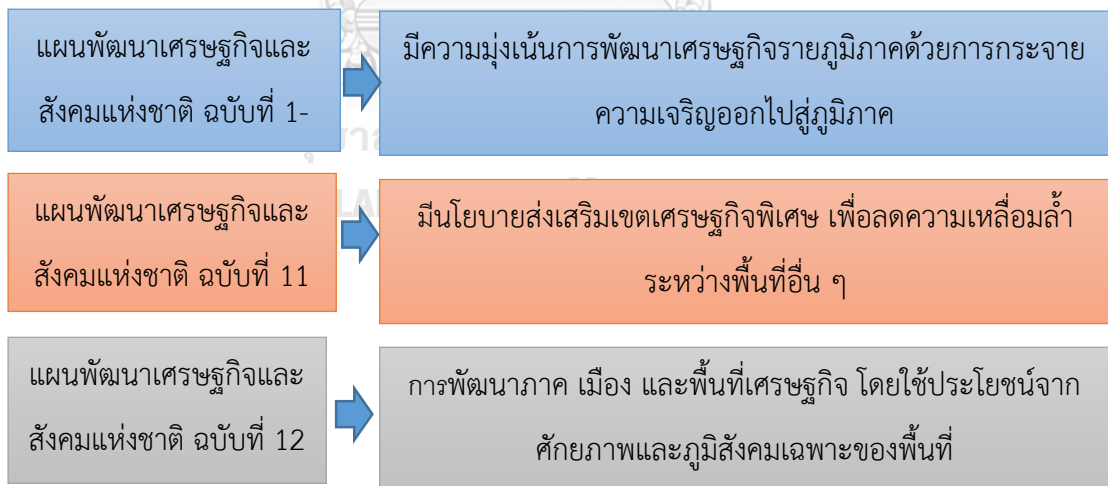 แผนพัฒนาเศรษฐกิจและ
สังคมแห่งชาติ ฉบับที่ 1-
มีความมุ่งเน้นการพัฒนาเศรษฐกิจรายภูมิภาคด้วยการกระจาย
ความเจริญออกไปสู่ภูมิภาค
แผนพัฒนาเศรษฐกิจและ
สังคมแห่งชาติ ฉบับที่ 11
มีนโยบายส่งเสริมเขตเศรษฐกิจพิเศษ เพื่อลดความเหลื่อมล้ำ
ระหว่างพื้นที่อื่น ๆ
แผนพัฒนาเศรษฐกิจและ
สังคมแห่งชาติ ฉบับที่ 12
การพัฒนาภาค เมือง และพื้นที่เศรษฐกิจ โดยใช้ประโยชน์จาก
ศักยภาพและภูมิสังคมเฉพาะของพื้นที่